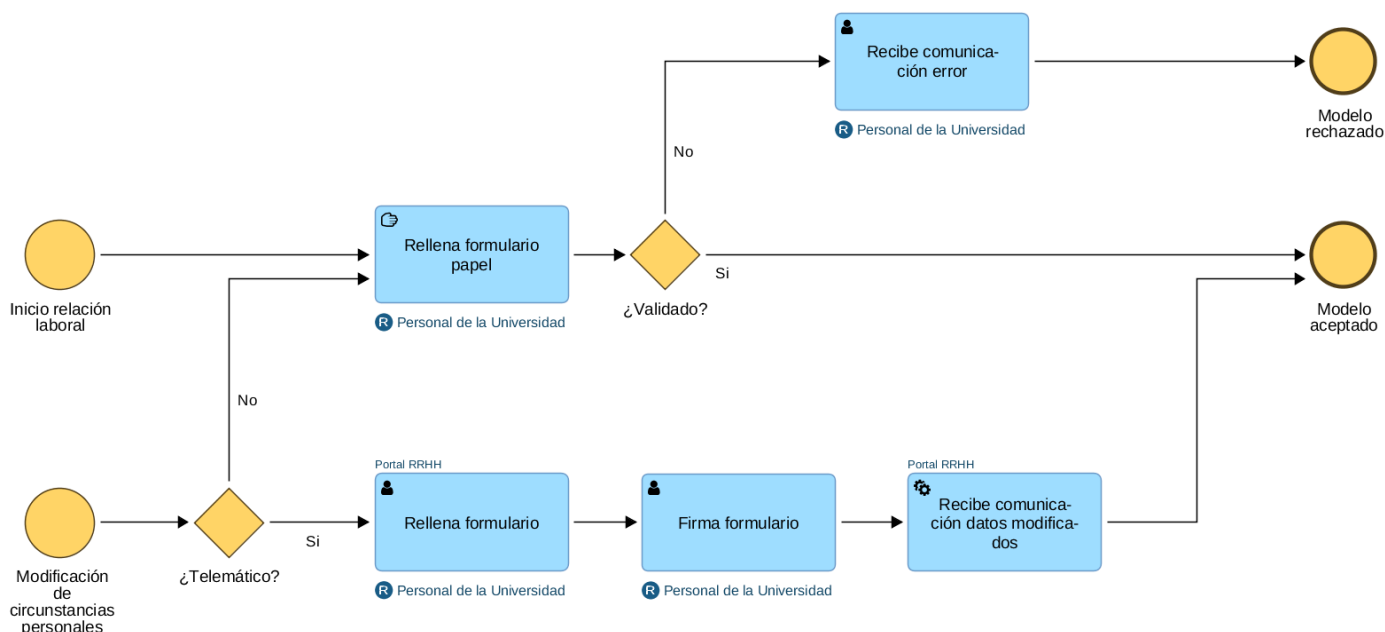 Recibe comunica-
ción error
R Personal de la Universidad
Modelo
rechazado
No
Rellena formulario
papel
R Personal de la Universidad
Inicio relación
laboral
¿Validado?
Si
Modelo
aceptado
No
Portal RRHH
Rellena formulario
R Personal de la Universidad
Firma formulario
R Personal de la Universidad
Portal RRHH
Recibe comunica-
ción datos modifica-
dos
Si
¿Telemático?
Modificación
de
circunstancias
personales